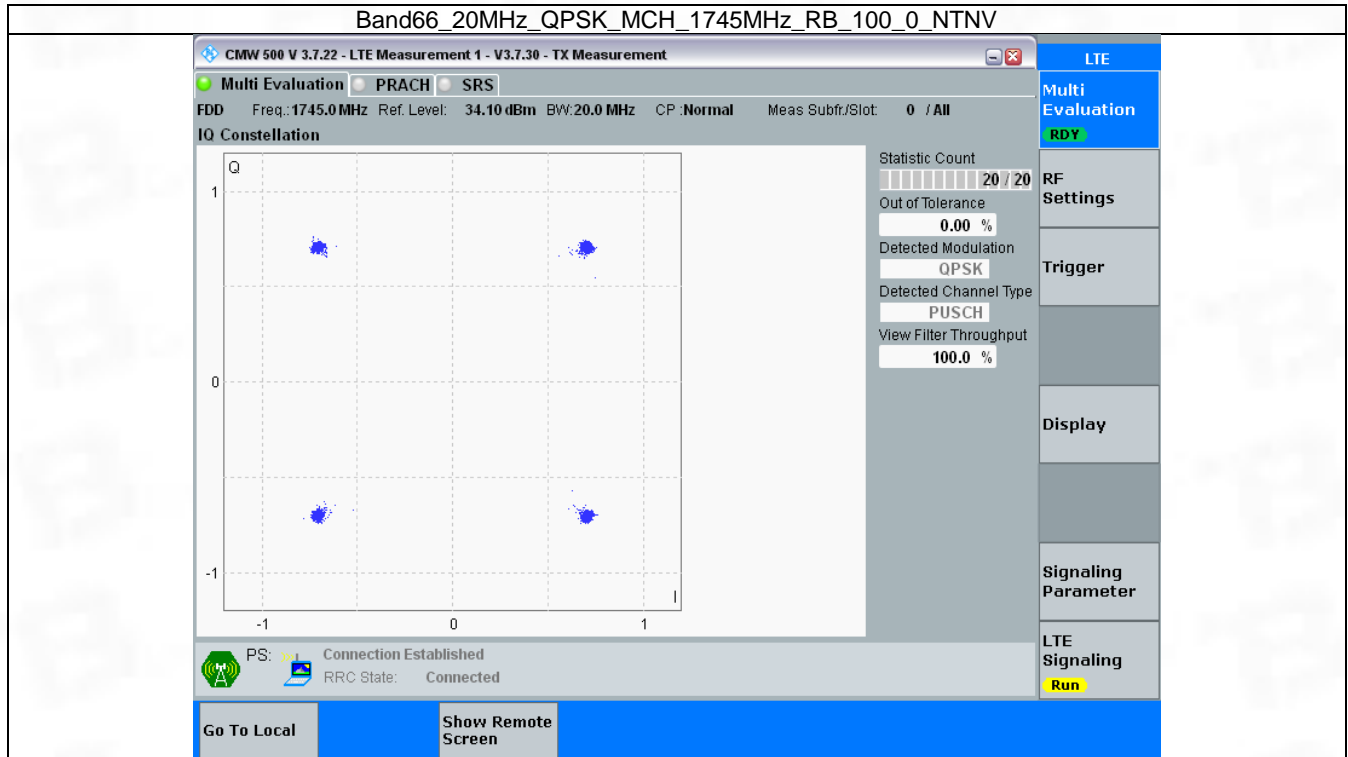 Band66_20MHz_QPSK_MCH_1745MHz_RB_100_0_NTNV
CMW 500 V 3.7.22 - LTE Measurement 1 - V3.7.30 - TX Measurement
Multi Evaluation PRACH SRS
FDD Freq.:1745.0 MHz Ref. Level: 34.10 dBm BW:20.0 MHz CP :Normal Meas Subfr./Slot: 0 / All
IQ Constellation
Q
1
0
-1
I
-1 0 1
Statistic Count
20 / 20
Out of Tolerance
0.00 %
Detected Modulation
QPSK
Detected Channel Type
PUSCH
View Filter Throughput
100.0 %
PS: Connection Established
RRC State: Connected
LTE
Multi
Evaluation
RDY
RF
Settings
Trigger
Display
Signaling
Parameter
LTE
Signaling
Run
Go To Local
Show Remote
Screen